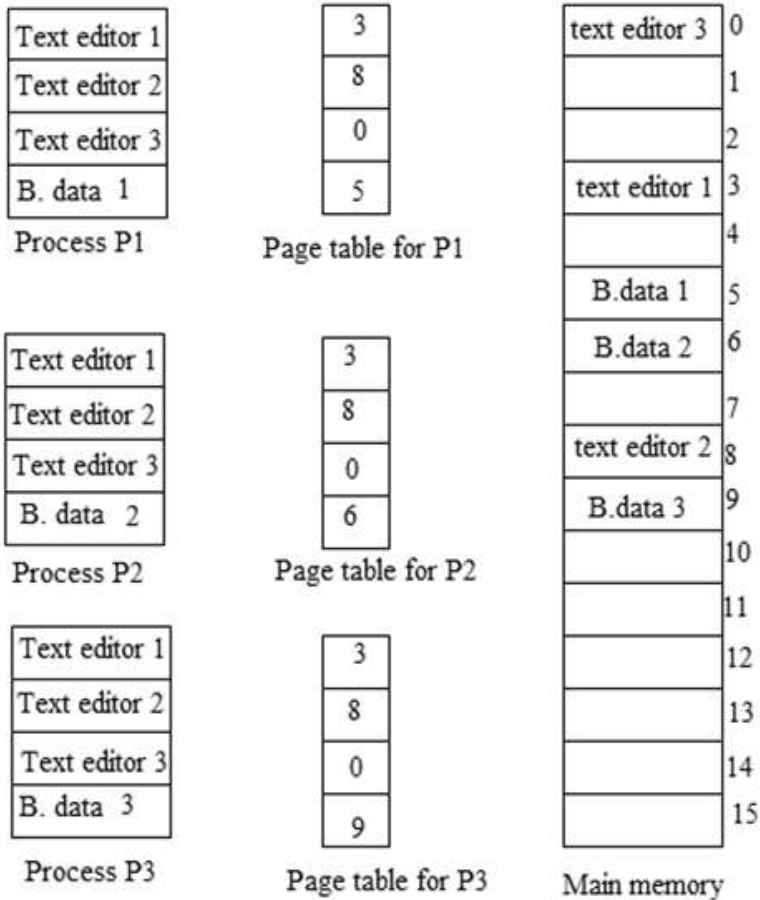 Text editor 1
Text editor 2
Text editor 3
B. data 1
Process P1
3
8
0
5
Page table for P1
Text editor 1
Text editor 2
Text editor 3
B. data 2
Process P2
3
8
0
6
Page table for P2
Text editor 1
Text editor 2
Text editor 3
B. data 3
Process P3
3
8
0
9
Page table for P3
text editor 3 0
1
2
text editor 1 3
4
B.data 1 5
B.data 2 6
7
text editor 2 8
B.data 3 9
10
11
12
13
14
15
Main memory